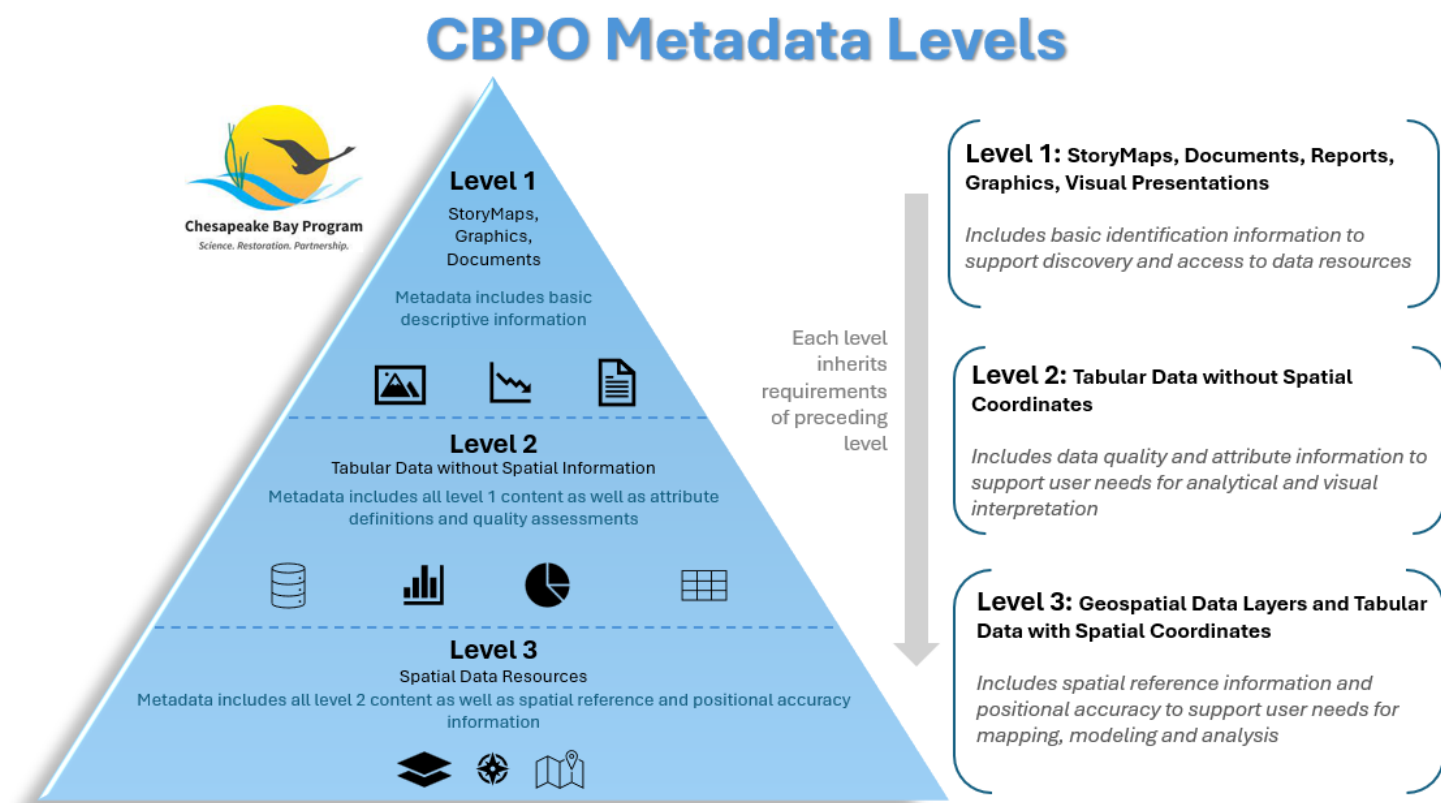 CBPO Metadata Levels
Chesapeake Bay Program
Science. Restoration. Partnership.
Level 1
StoryMaps,
Graphics,
Documents
Metadata includes basic
descriptive information
Level 2
Tabular Data without Spatial Information
Metadata includes all level 1 content as well as attribute
definitions and quality assessments
Level 3
Spatial Data Resources
Metadata includes all level 2 content as well as spatial reference and positional accuracy
information
Each level
inherits
requirements
of preceding
level
Level 1: StoryMaps, Documents, Reports,
Graphics, Visual Presentations
Includes basic identification information to
support discovery and access to data resources
Level 2: Tabular Data without Spatial
Coordinates
Includes data quality and attribute information to
support user needs for analytical and visual
interpretation
Level 3: Geospatial Data Layers and Tabular
Data with Spatial Coordinates
Includes spatial reference information and
positional accuracy to support user needs for
mapping, modeling and analysis